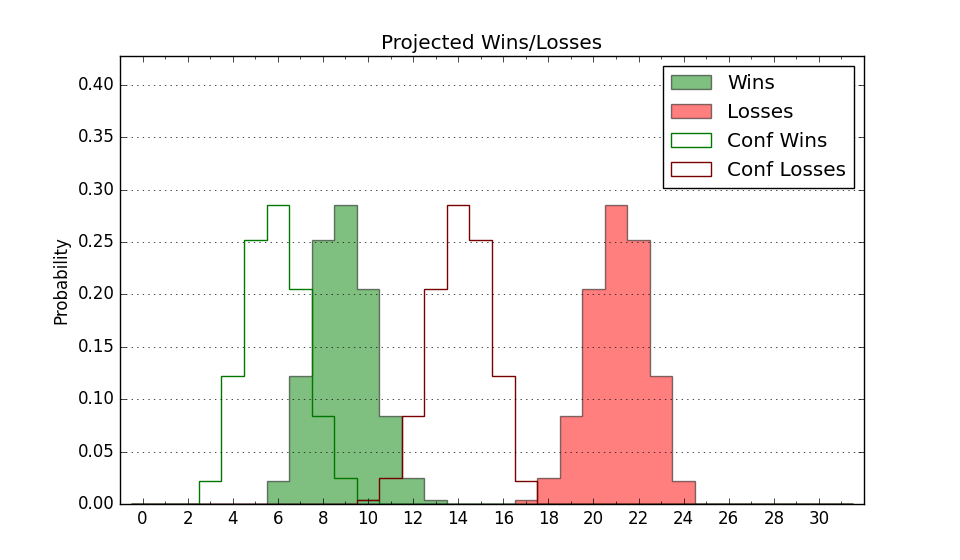 Projected Wins/Losses
0.40
0.35
0.30
0.25
0.20
0.15
0.10
0.05
0.00
Probability
Wins
Losses
Conf Wins
Conf Losses
0 2 4 6 8 10 12 14 16 18 20 22 24 26 28 30